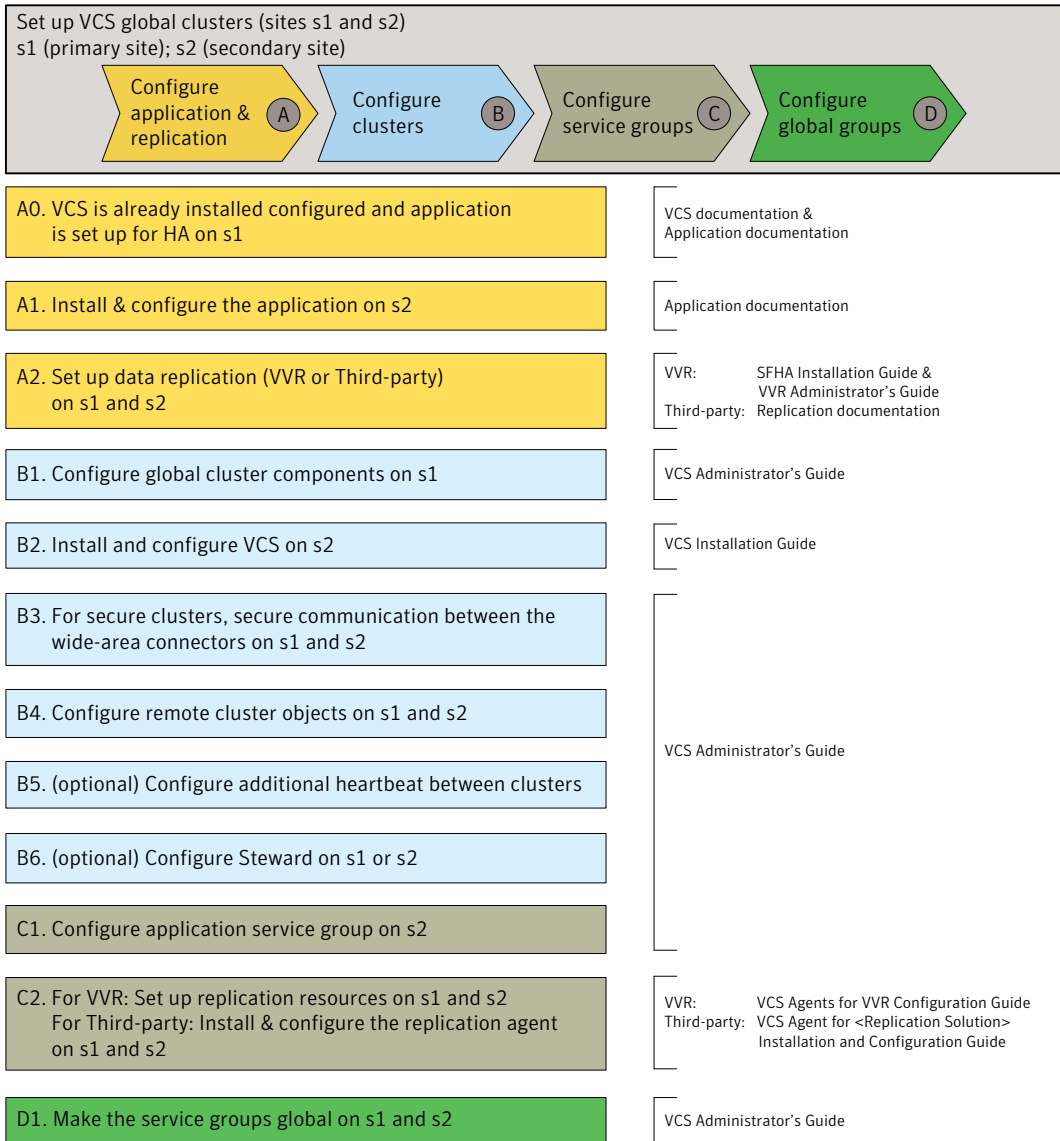 Set up VCS global clusters (sites s1 and s2)
s1 (primary site); s2 (secondary site)
Configure
application &
replication
A
Configure
clusters
B
Configure
service groups
C
Configure
global groups
D
A0. VCS is already installed configured and application
is set up for HA on s1
VCS documentation &
Application documentation
A1. Install & configure the application on s2
Application documentation
A2. Set up data replication (VVR or Third-party)
on s1 and s2
VVR: SFHA Installation Guide &
VVR Administrator's Guide
Third-party: Replication documentation
B1. Configure global cluster components on s1
VCS Administrator's Guide
B2. Install and configure VCS on s2
VCS Installation Guide
B3. For secure clusters, secure communication between the
wide-area connectors on s1 and s2
B4. Configure remote cluster objects on s1 and s2
B5. (optional) Configure additional heartbeat between clusters
B6. (optional) Configure Steward on s1 or s2
C1. Configure application service group on s2
VCS Administrator's Guide
C2. For VVR: Set up replication resources on s1 and s2
For Third-party: Install & configure the replication agent
on s1 and s2
VVR: VCS Agents for VVR Configuration Guide
Third-party: VCS Agent for <Replication Solution>
Installation and Configuration Guide
D1. Make the service groups global on s1 and s2
VCS Administrator's Guide